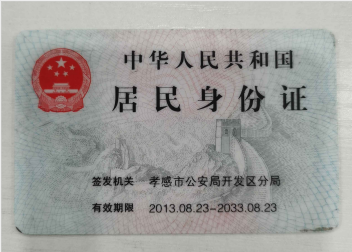 中华人民共和国
居民身份证
签发机关 孝感市公安局开发区分局
有效期限 2013.08.23-2033.08.23